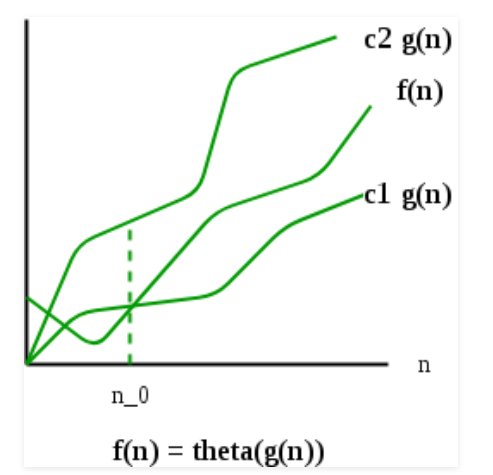 c2 g(n)
f(n)
c1 g(n)
n
n_0
f(n) = theta(g(n))